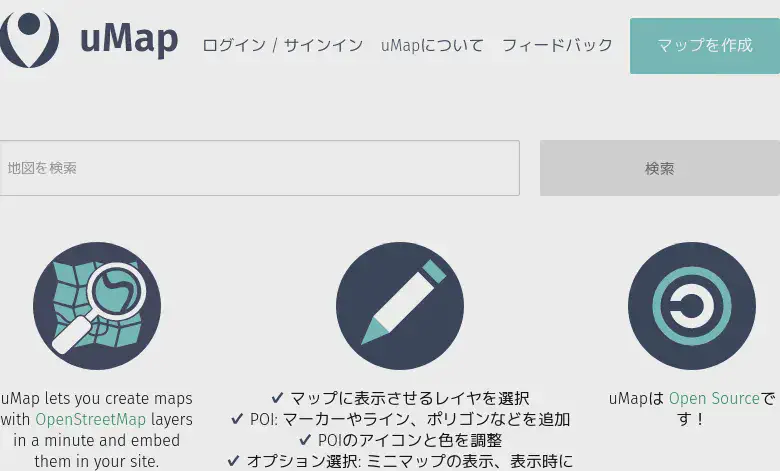 uMap
ログイン / サインイン
uMapについて
フィードバック
マップを作成
地図を検索
検索
uMap lets you create maps
with OpenStreetMap layers
in a minute and embed
them in your site.
✔ マップに表示させるレイヤを選択
✔ POI: マーカーやライン、ポリゴンなどを追加
✔ POIのアイコンと色を調整
✔ オプション選択: ミニマップの表示、表示時に
uMapは Open Sourceで
す！